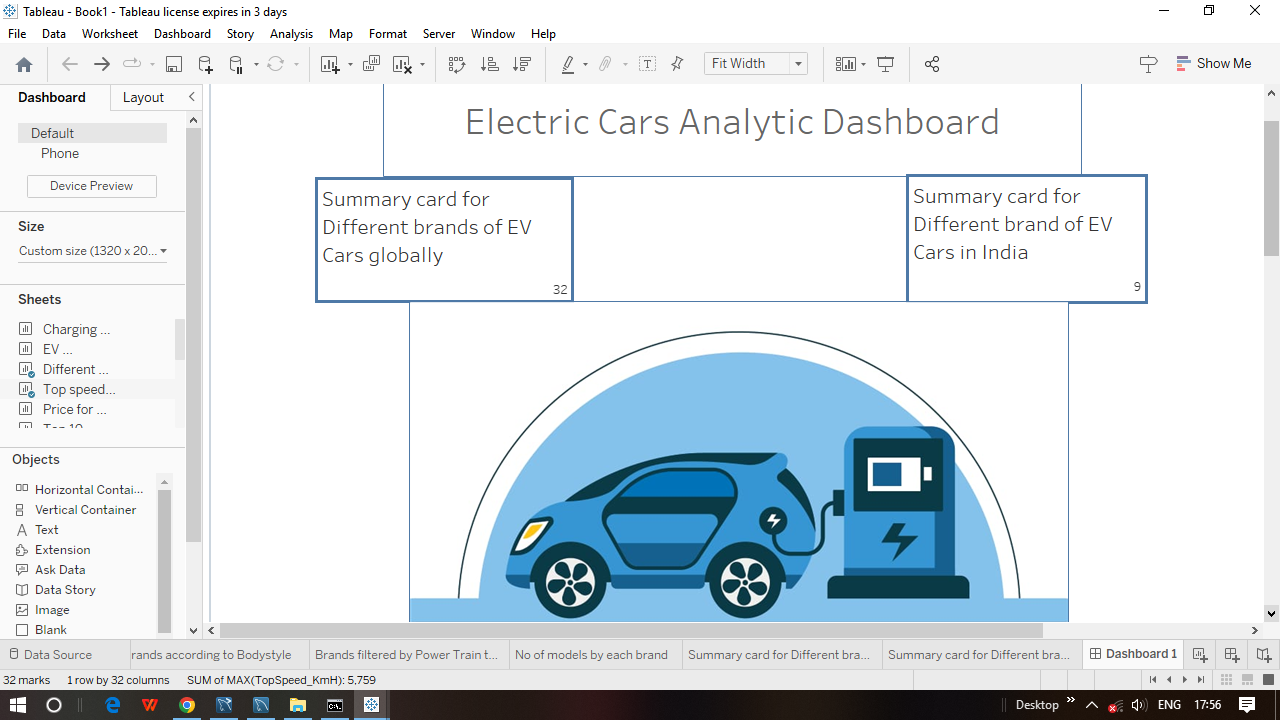 Tableau - Book1 - Tableau license expires in 3 days
File Data Worksheet Dashboard Story Analysis Map Format Server Window Help
Fit Width
Show Me
Dashboard Layout
Default
Phone
Device Preview
Size
Custom size (1320 x 20...
Sheets
Charging ...
EV ...
Different ...
Top speed...
Price for ...
Top 10
Objects
Horizontal Contai...
Vertical Container
Text
Extension
Ask Data
Data Story
Image
Blank
Electric Cars Analytic Dashboard
Summary card for
Different brands of EV
Cars globally
32
Summary card for
Different brand of EV
Cars in India
9
Data Source rands according to Bodystyle Brands filtered by Power Train t... No of models by each brand Summary card for Different bra... Summary card for Different bra... Dashboard 1
32 marks 1 row by 32 columns SUM of MAX(TopSpeed_KmH): 5,759
Desktop ENG 17:56